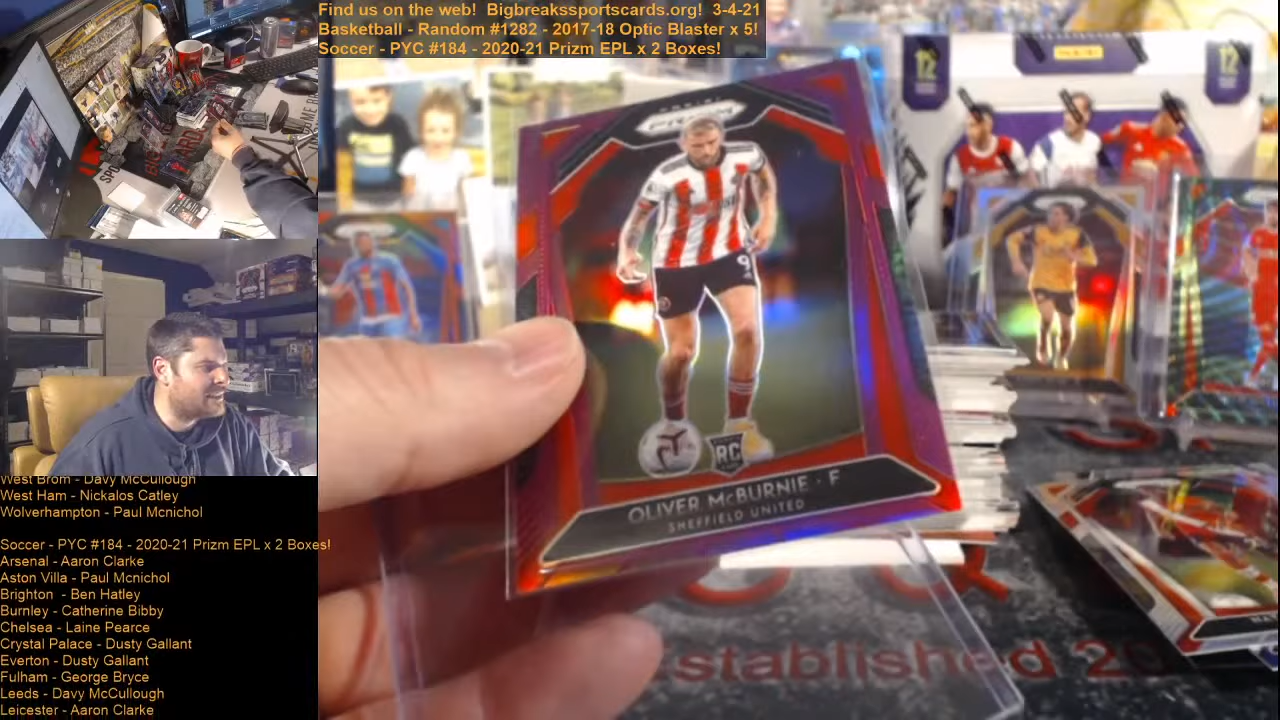 Find us on the web!  Bigbreakssportscards.org!  3-4-21
Basketball - Random #1282 - 2017-18 Optic Blaster x 5!
Soccer - PYC #184 - 2020-21 Prizm EPL x 2 Boxes!
PRIZM
9
RC
OLIVER McBURNIE · F
SHEFFIELD UNITED
PANINI
stablished 20
West Brom - Davy McCullough
West Ham - Nickalos Catley
Wolverhampton - Paul Mcnichol
Soccer - PYC #184 - 2020-21 Prizm EPL x 2 Boxes!
Arsenal - Aaron Clarke
Aston Villa - Paul Mcnichol
Brighton  - Ben Hatley
Burnley - Catherine Bibby
Chelsea - Laine Pearce
Crystal Palace - Dusty Gallant
Everton - Dusty Gallant
Fulham - George Bryce
Leeds - Davy McCullough
Leicester - Aaron Clarke